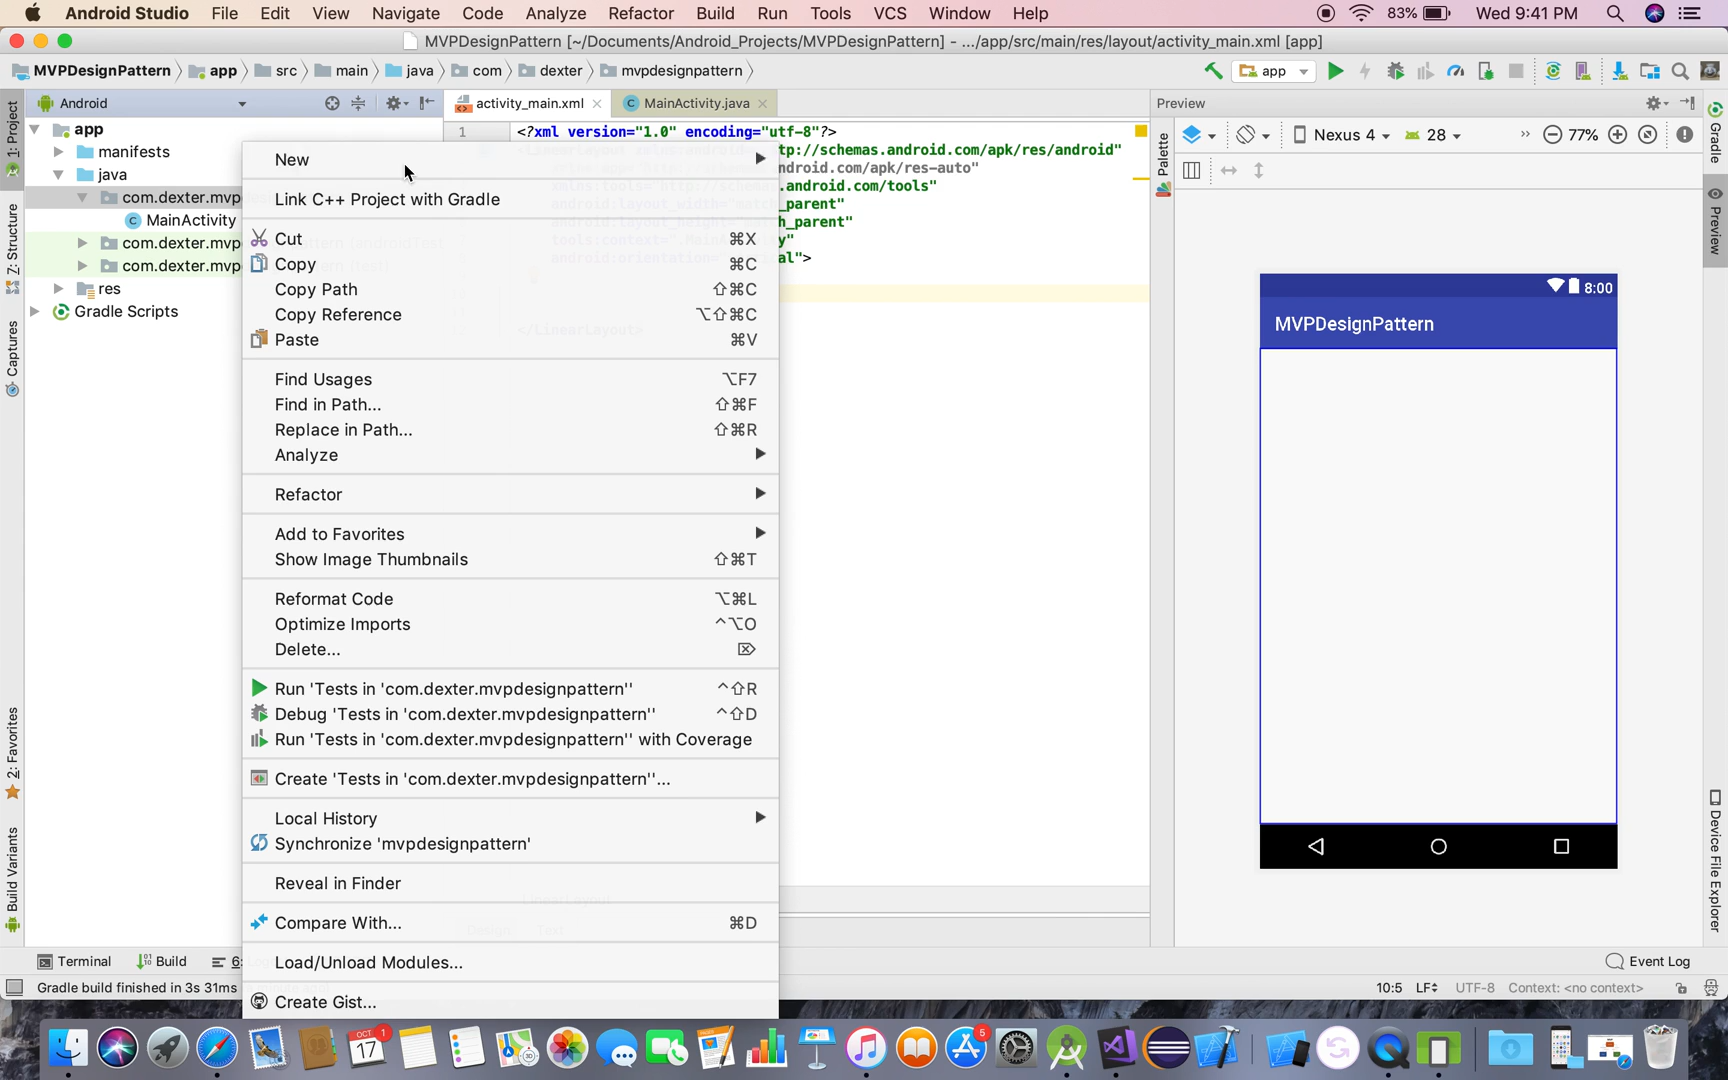 Android Studio File Edit View Navigate Code Analyze Refactor Build Run Tools VCS Window Help 83% Wed 9:41 PM
MVPDesignPattern [~/Documents/Android_Projects/MVPDesignPattern] - .../app/src/main/res/layout/activity_main.xml [app]
MVPDesignPattern app src main java com dexter mvpdesignpattern app
Android activity_main.xml MainActivity.java Preview
1: Project
Z: Structure
Captures
2: Favorites
Build Variants
app
manifests
java
com.dexter.mvp
MainActivity
com.dexter.mvp
com.dexter.mvp
res
Gradle Scripts
New
Link C++ Project with Gradle
Cut ⌘X
Copy ⌘C
Copy Path ⇧⌘C
Copy Reference ⌥⇧⌘C
Paste ⌘V
Find Usages ⌥F7
Find in Path... ⇧⌘F
Replace in Path... ⇧⌘R
Analyze
Refactor
Add to Favorites
Show Image Thumbnails ⇧⌘T
Reformat Code ⌥⌘L
Optimize Imports ^⌥O
Delete... ⌦
Run 'Tests in 'com.dexter.mvpdesignpattern'' ^⇧R
Debug 'Tests in 'com.dexter.mvpdesignpattern'' ^⇧D
Run 'Tests in 'com.dexter.mvpdesignpattern'' with Coverage
Create 'Tests in 'com.dexter.mvpdesignpattern''...
Local History
Synchronize 'mvpdesignpattern'
Reveal in Finder
Compare With... ⌘D
Load/Unload Modules...
Create Gist...
1 <?xml version="1.0" encoding="utf-8"?>
tp://schemas.android.com/apk/res/android"
ndroid.com/apk/res-auto"
.android.com/tools"
_parent"
h_parent"
y"
al">
</LinearLayout>
Palette
Nexus 4 28 » 77%
8:00
MVPDesignPattern
Gradle
Preview
Device File Explorer
Terminal Build 6: Event Log
Gradle build finished in 3s 31ms 10:5 LF UTF-8 Context: <no context>
OCT 1
17
5